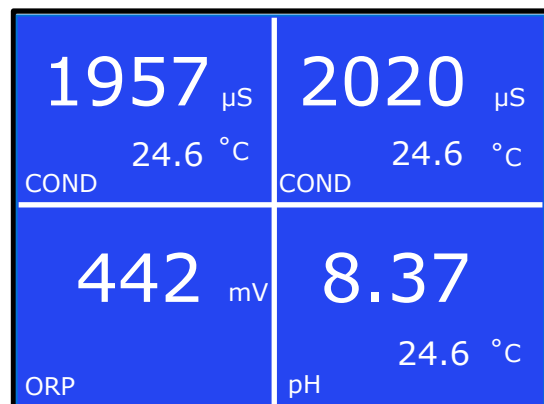 1957 µS
24.6 °C
COND
2020 µS
24.6 °C
COND
442 mV
ORP
8.37
24.6 °C
pH